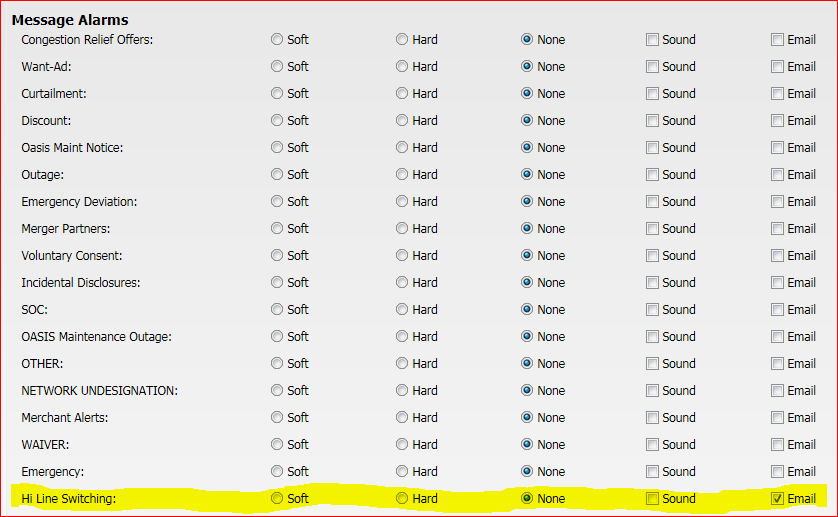 Message Alarms
Congestion Relief Offers: Soft Hard None Sound Email
Want-Ad: Soft Hard None Sound Email
Curtailment: Soft Hard None Sound Email
Discount: Soft Hard None Sound Email
Oasis Maint Notice: Soft Hard None Sound Email
Outage: Soft Hard None Sound Email
Emergency Deviation: Soft Hard None Sound Email
Merger Partners: Soft Hard None Sound Email
Voluntary Consent: Soft Hard None Sound Email
Incidental Disclosures: Soft Hard None Sound Email
SOC: Soft Hard None Sound Email
OASIS Maintenance Outage: Soft Hard None Sound Email
OTHER: Soft Hard None Sound Email
NETWORK UNDESIGNATION: Soft Hard None Sound Email
Merchant Alerts: Soft Hard None Sound Email
WAIVER: Soft Hard None Sound Email
Emergency: Soft Hard None Sound Email
Hi Line Switching: Soft Hard None Sound Email